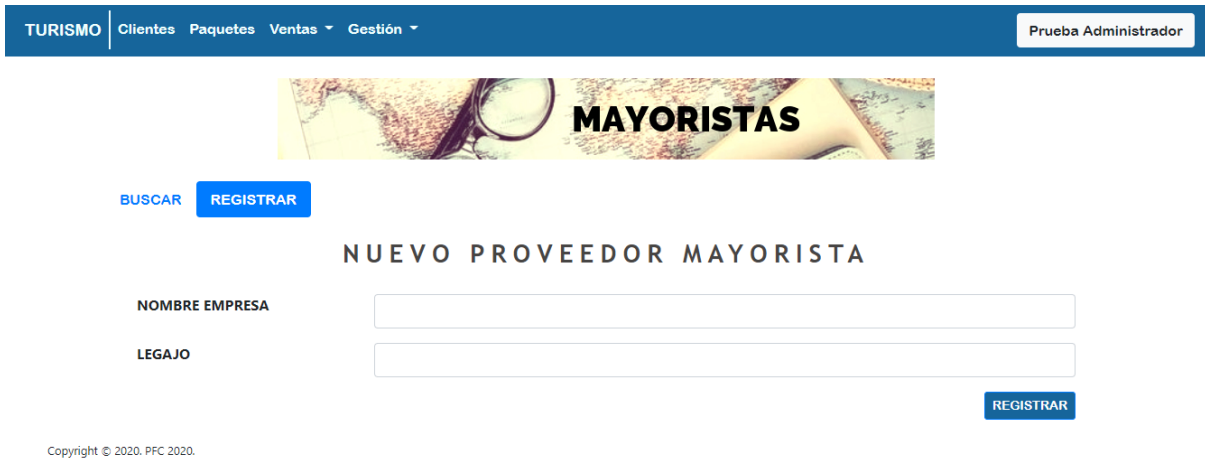 TURISMO Clientes Paquetes Ventas Gestión Prueba Administrador
MAYORISTAS
BUSCAR REGISTRAR
NUEVO PROVEEDOR MAYORISTA
NOMBRE EMPRESA
LEGAJO
REGISTRAR
Copyright © 2020. PFC 2020.